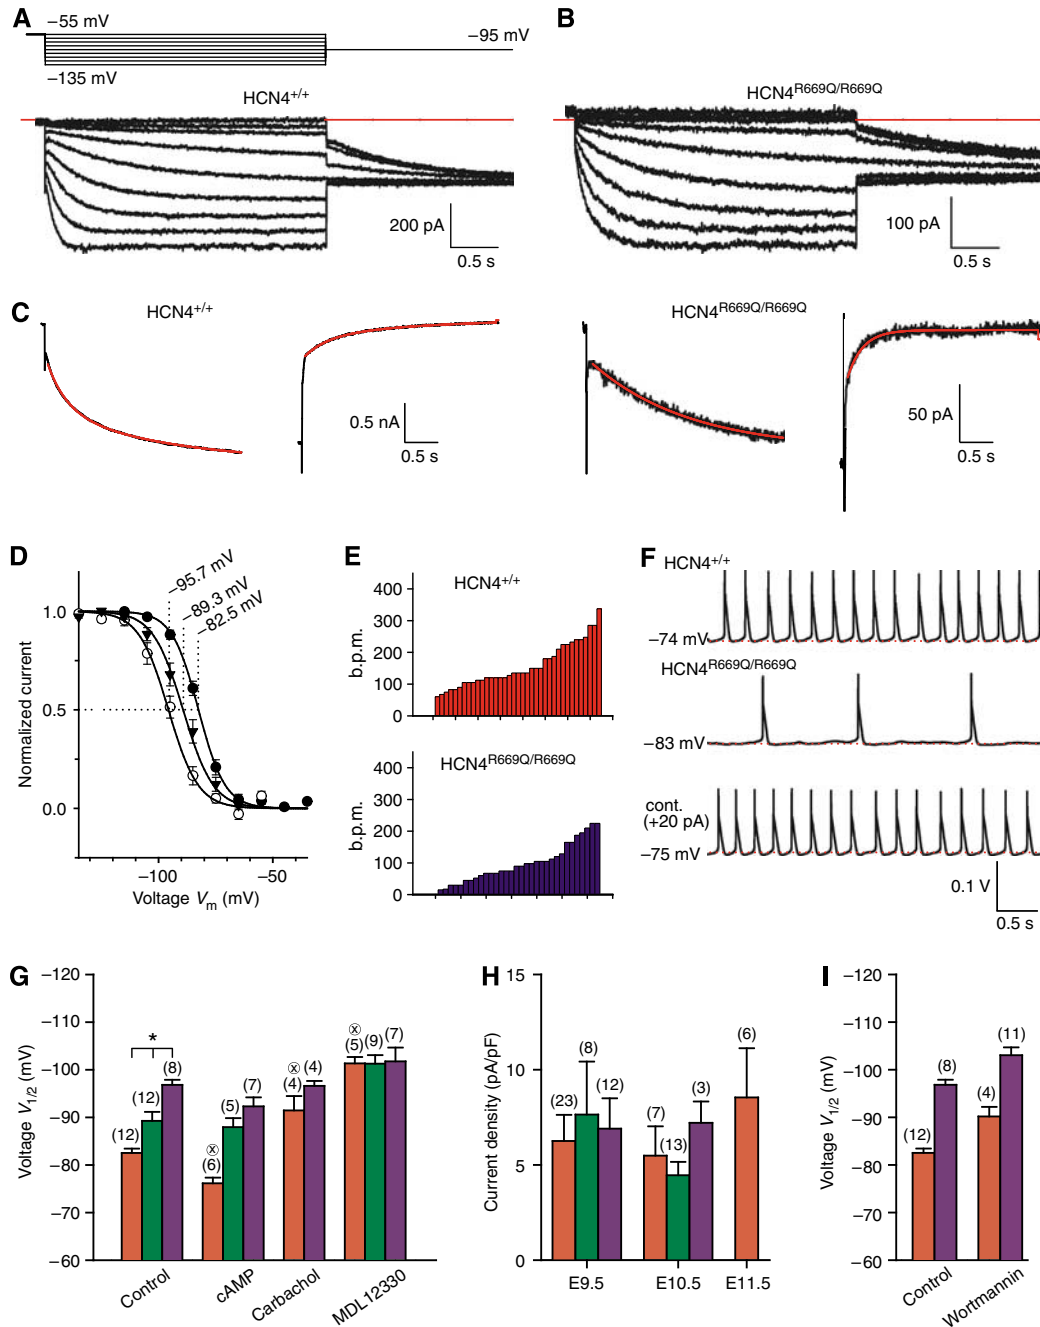 A
−55 mV
−95 mV
−135 mV
HCN4+/+
200 pA
0.5 s
B
HCN4R669Q/R669Q
100 pA
0.5 s
C
HCN4+/+
0.5 nA
0.5 s
HCN4R669Q/R669Q
50 pA
0.5 s
D
−95.7 mV
−89.3 mV
−82.5 mV
1.0
0.5
0.0
Normalized current
−100
−50
Voltage Vm (mV)
E
HCN4+/+
400
300
200
100
0
b.p.m.
HCN4R669Q/R669Q
400
300
200
100
0
b.p.m.
F
HCN4+/+
−74 mV
HCN4R669Q/R669Q
−83 mV
cont.
(+20 pA)
−75 mV
0.1 V
0.5 s
G
−120
−110
−100
−90
−80
−70
−60
Voltage V1/2 (mV)
*
(12)
(12)
(8)
x
(6)
(5)
(7)
x
(4)
(4)
x
(5)
(9)
(7)
Control
cAMP
Carbachol
MDL12330
H
15
10
5
0
Current density (pA/pF)
(23)
(8)
(12)
(7)
(13)
(3)
(6)
E9.5
E10.5
E11.5
I
−120
−110
−100
−90
−80
−70
−60
Voltage V1/2 (mV)
(12)
(8)
(4)
(11)
Control
Wortmannin